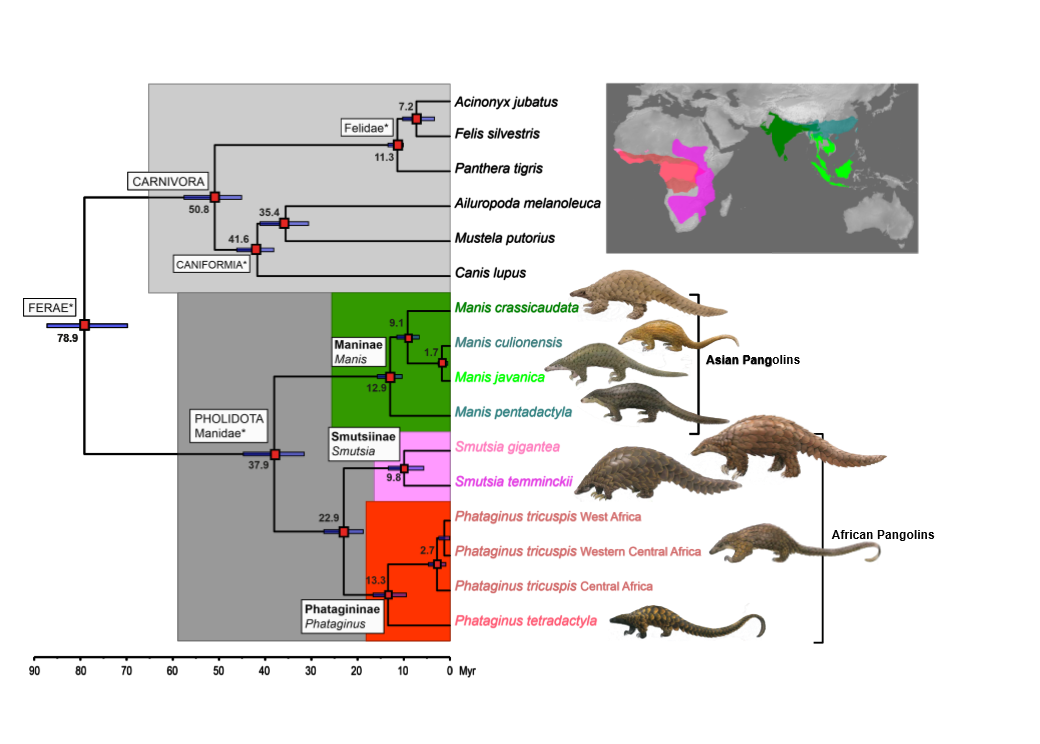 7.2
Acinonyx jubatus
Felidae*
Felis silvestris
11.3
Panthera tigris
CARNIVORA
50.8
35.4
Ailuropoda melanoleuca
41.6
Mustela putorius
CANIFORMIA*
Canis lupus
FERAE*
78.9
Manis crassicaudata
9.1
Maninae
Manis
Manis culionensis
1.7
Asian Pangolins
12.9
Manis javanica
PHOLIDOTA
Manidae*
Manis pentadactyla
37.9
Smutsiinae
Smutsia
Smutsia gigantea
9.8
Smutsia temminckii
22.9
Phataginus tricuspis West Africa
African Pangolins
2.7
Phataginus tricuspis Western Central Africa
13.3
Phataginus tricuspis Central Africa
Phatagininae
Phataginus
Phataginus tetradactyla
90 80 70 60 50 40 30 20 10 0 Myr